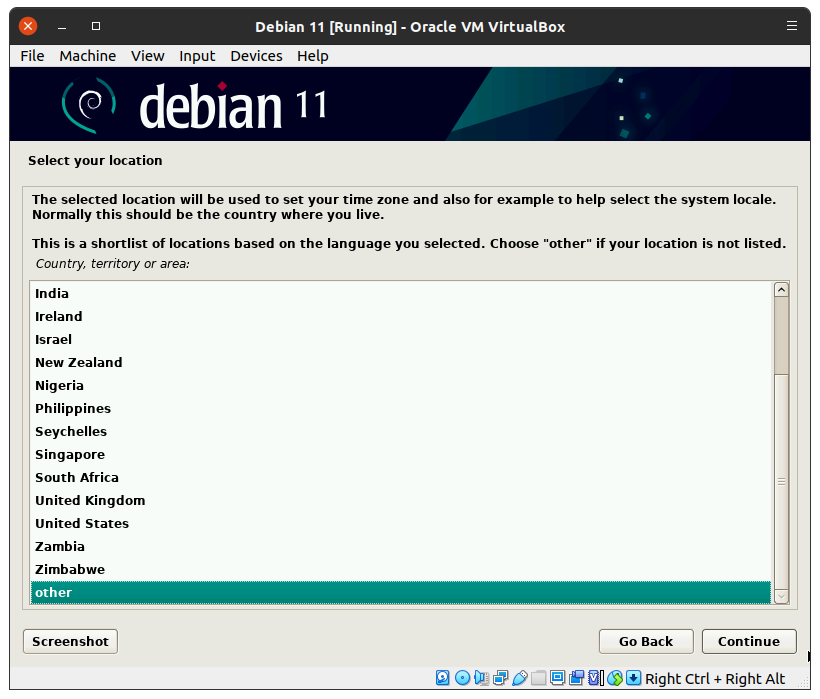 Debian 11 [Running] - Oracle VM VirtualBox
File Machine View Input Devices Help
debian 11
Select your location
The selected location will be used to set your time zone and also for example to help select the system locale.
Normally this should be the country where you live.
This is a shortlist of locations based on the language you selected. Choose "other" if your location is not listed.
Country, territory or area:
India
Ireland
Israel
New Zealand
Nigeria
Philippines
Seychelles
Singapore
South Africa
United Kingdom
United States
Zambia
Zimbabwe
other
Screenshot Go Back Continue
Right Ctrl + Right Alt